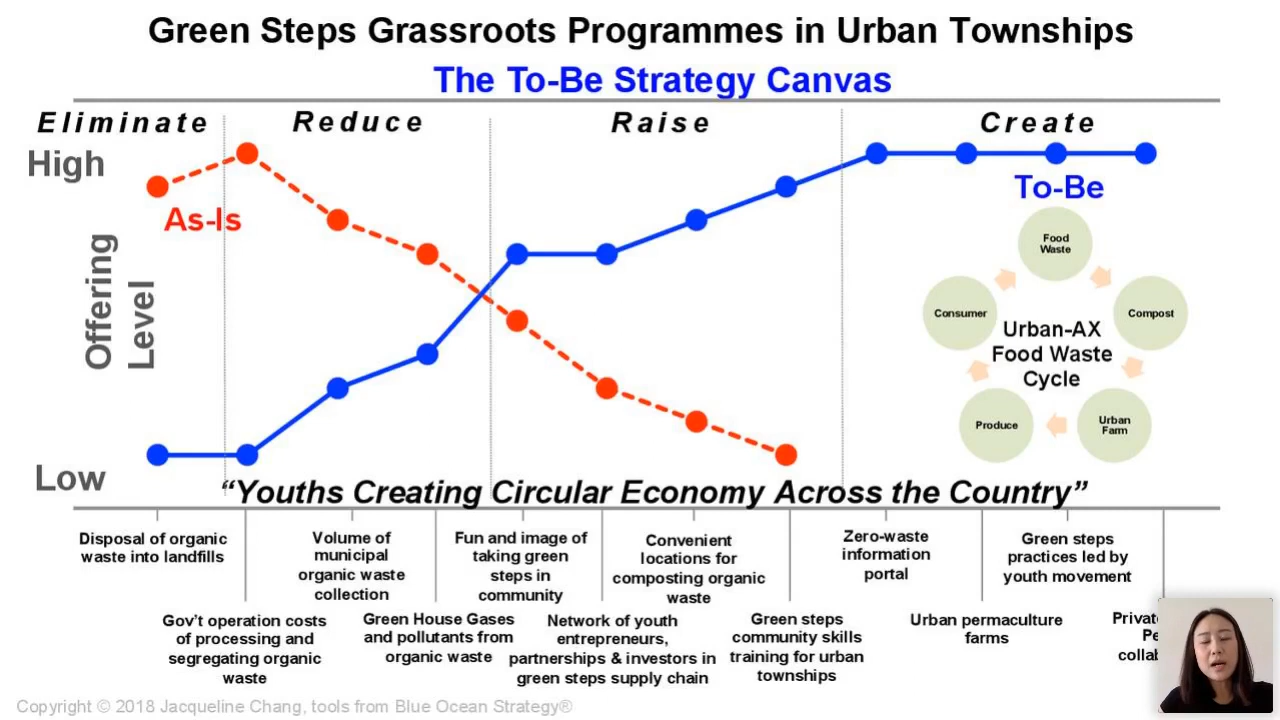 Green Steps Grassroots Programmes in Urban Townships
The To-Be Strategy Canvas
Eliminate
Reduce
Raise
Create
High
As-Is
To-Be
Offering
Level
Low
Food
Waste
Consumer
Compost
Urban-AX
Food Waste
Cycle
Produce
Urban
Farm
“Youths Creating Circular Economy Across the Country”
Disposal of organic
waste into landfills
Gov’t operation costs
of processing and
segregating organic
waste
Volume of
municipal
organic waste
collection
Green House Gases
and pollutants from
organic waste
Fun and image of
taking green
steps in
community
Network of youth
entrepreneurs,
partnerships & investors in
green steps supply chain
Convenient
locations for
composting organic
waste
Green steps
community skills
training for urban
townships
Zero-waste
information
portal
Urban permaculture
farms
Green steps
practices led by
youth movement
Copyright © 2018 Jacqueline Chang, tools from Blue Ocean Strategy®